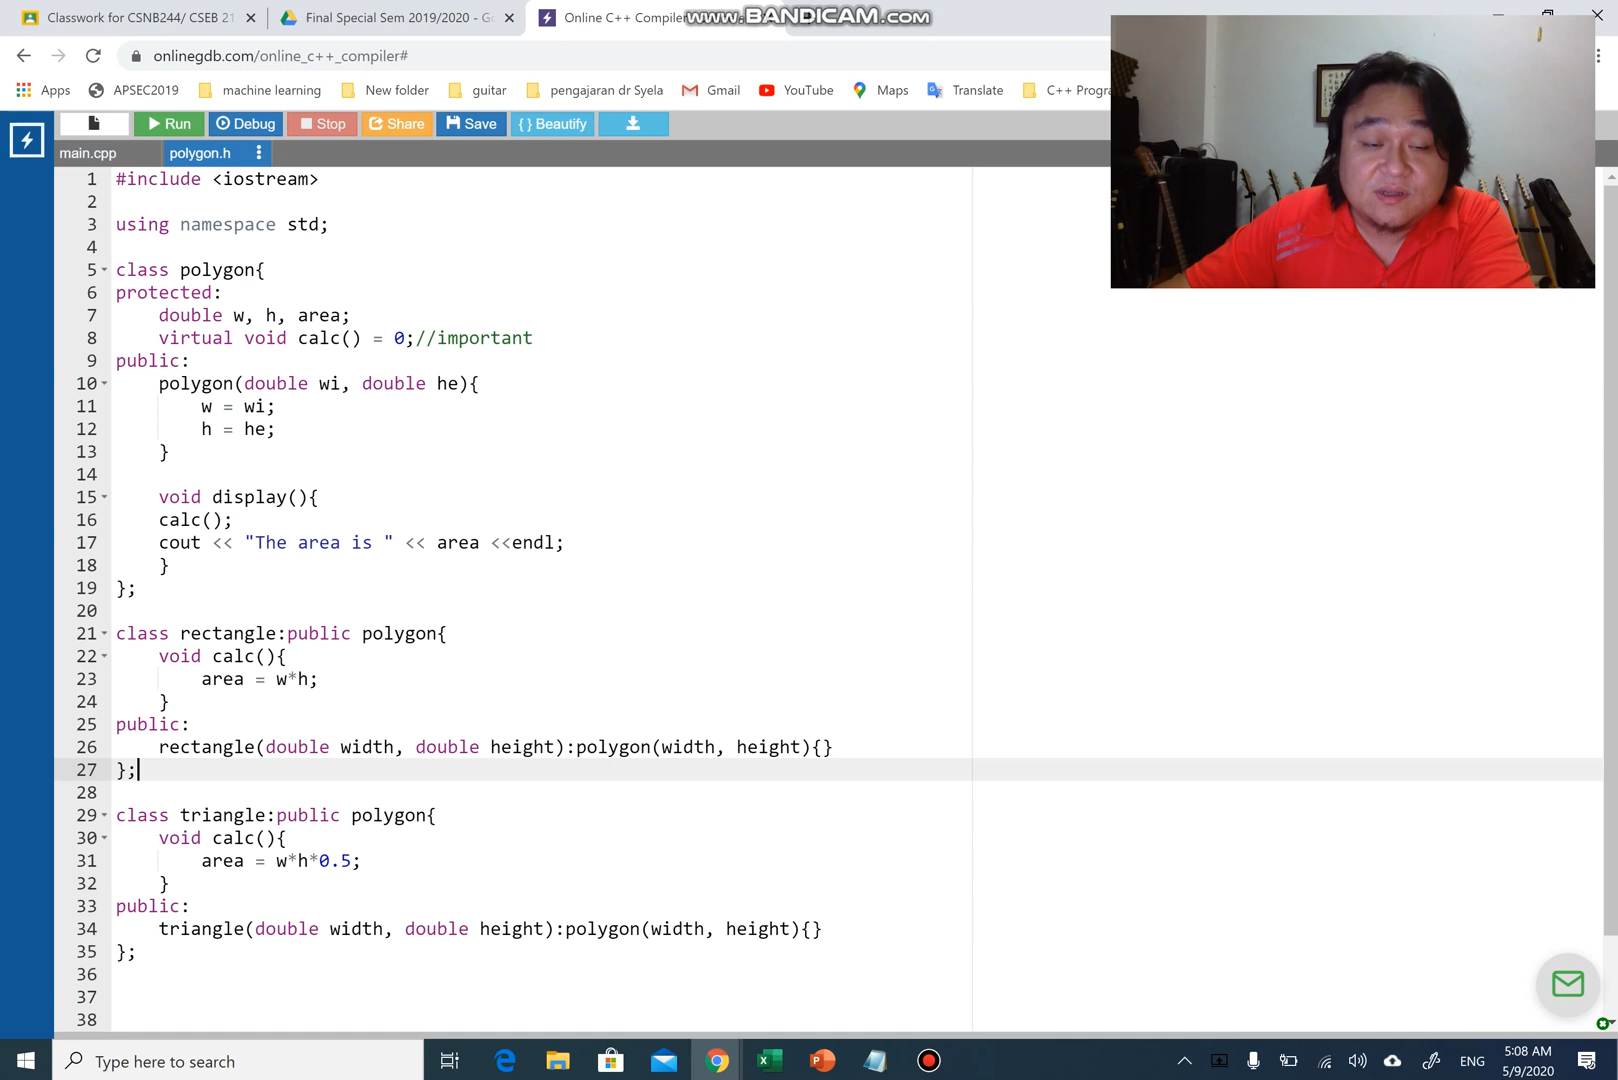 Classwork for CSNB244/ CSEB 21
Final Special Sem 2019/2020 - Go
Online C++ Compiler
www.BANDICAM.com
onlinegdb.com/online_c++_compiler#
Apps
APSEC2019
machine learning
New folder
guitar
pengajaran dr Syela
Gmail
YouTube
Maps
Translate
C++ Progra
Run
Debug
Stop
Share
Save
{ } Beautify
main.cpp
polygon.h
1 #include <iostream>
2
3 using namespace std;
4
5 class polygon{
6 protected:
7 double w, h, area;
8 virtual void calc() = 0;//important
9 public:
10 polygon(double wi, double he){
11 w = wi;
12 h = he;
13 }
14
15 void display(){
16 calc();
17 cout << "The area is " << area <<endl;
18 }
19 };
20
21 class rectangle:public polygon{
22 void calc(){
23 area = w*h;
24 }
25 public:
26 rectangle(double width, double height):polygon(width, height){}
27 };
28
29 class triangle:public polygon{
30 void calc(){
31 area = w*h*0.5;
32 }
33 public:
34 triangle(double width, double height):polygon(width, height){}
35 };
36
37
38
Type here to search
ENG
5:08 AM
5/9/2020